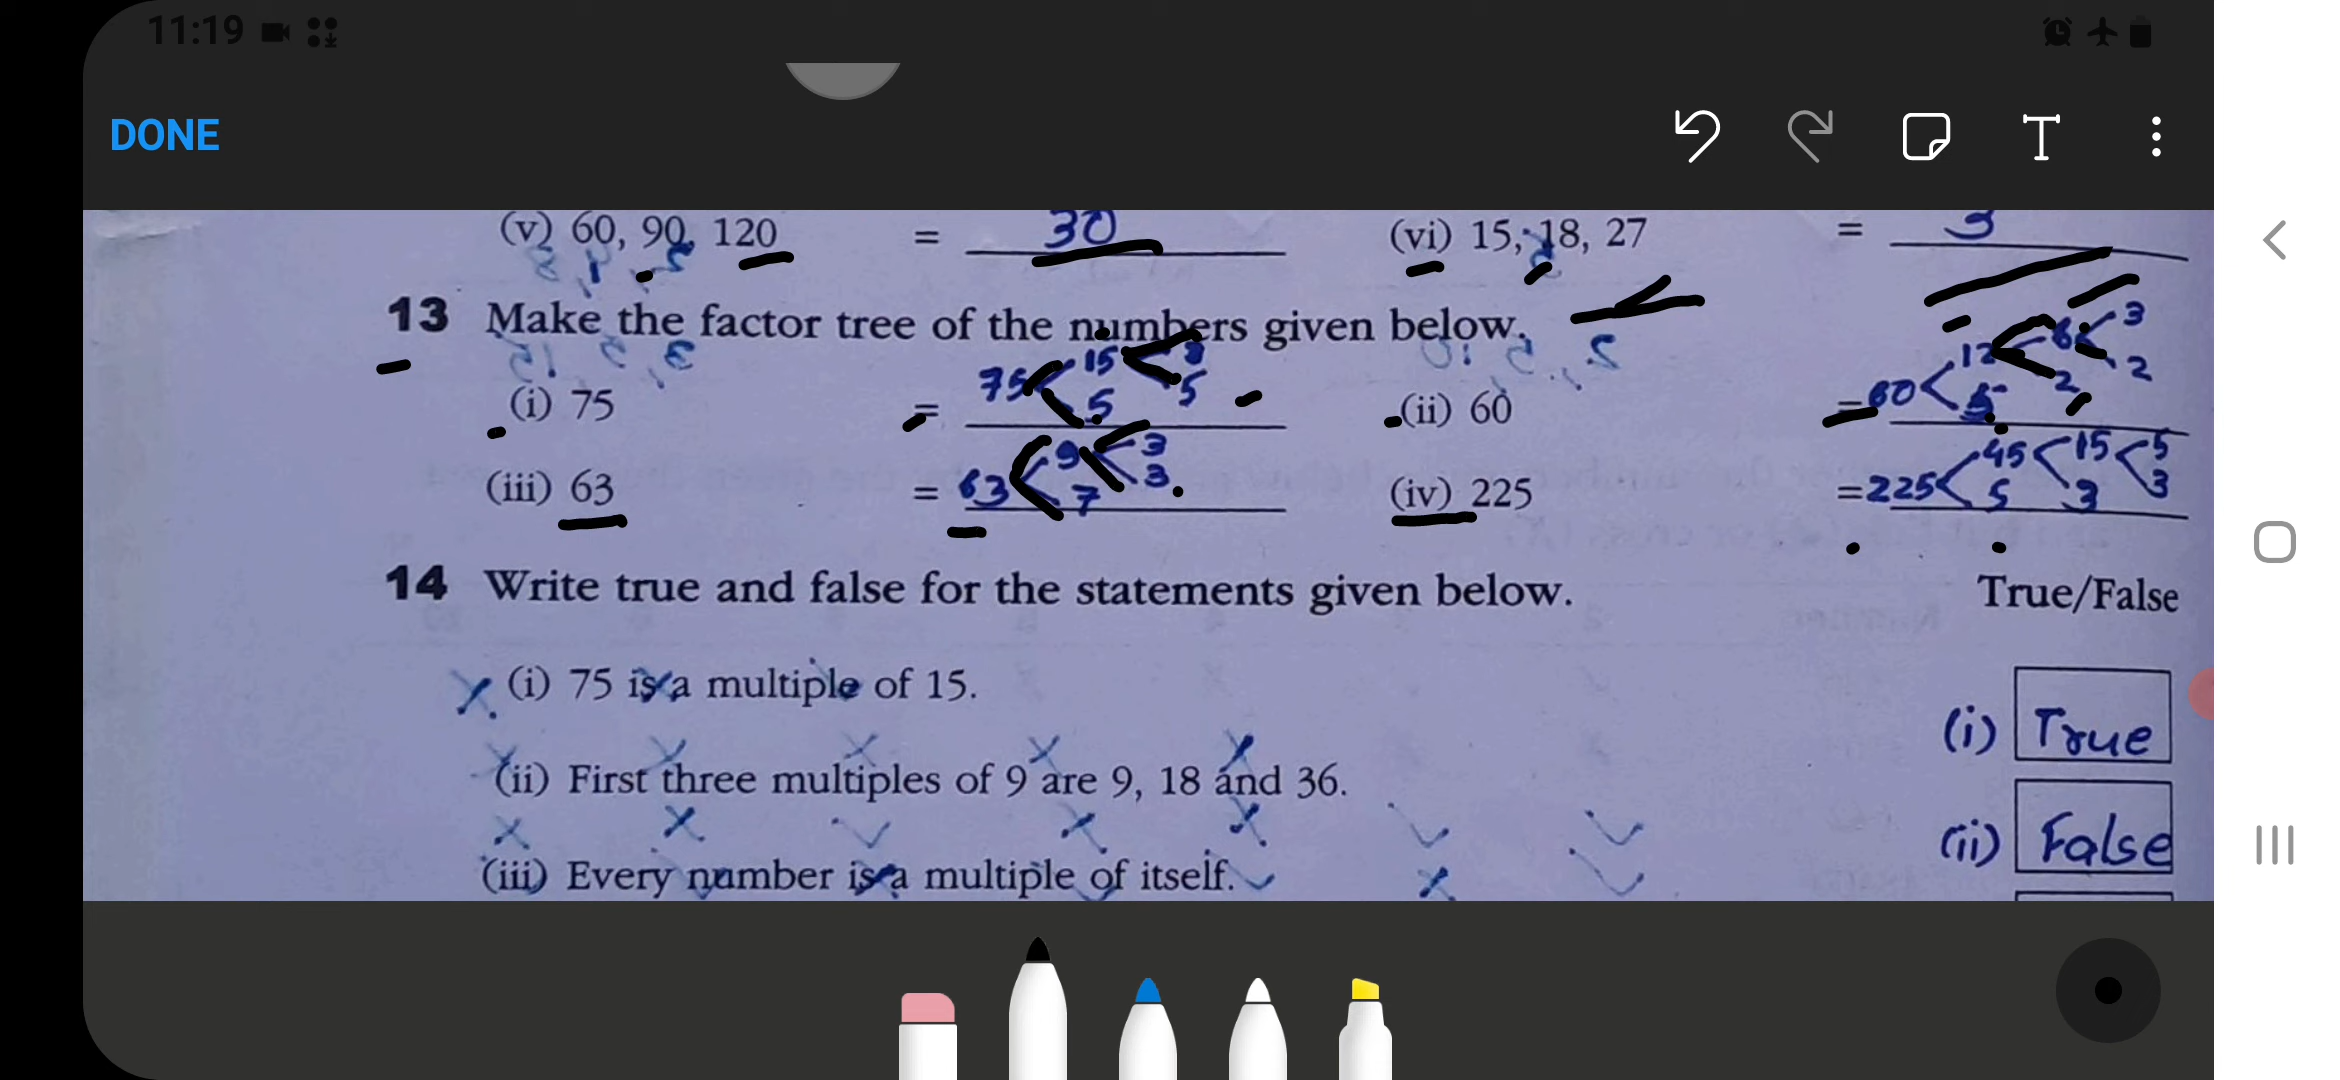 11:19
DONE
T
(v) 60, 90, 120 = 30 (vi) 15, 18, 27 = 3
13 Make the factor tree of the numbers given below.
(i) 75 = 75 < 15 < 3 5 5 (ii) 60 = 60 < 12 < 6 < 3 2 2 5
(iii) 63 = 63 < 9 < 3 3 7 (iv) 225 = 225 < 45 < 15 < 5 3 3 5
14 Write true and false for the statements given below. True/False
(i) 75 is a multiple of 15. (i) True
(ii) First three multiples of 9 are 9, 18 and 36. (ii) False
(iii) Every number is a multiple of itself.